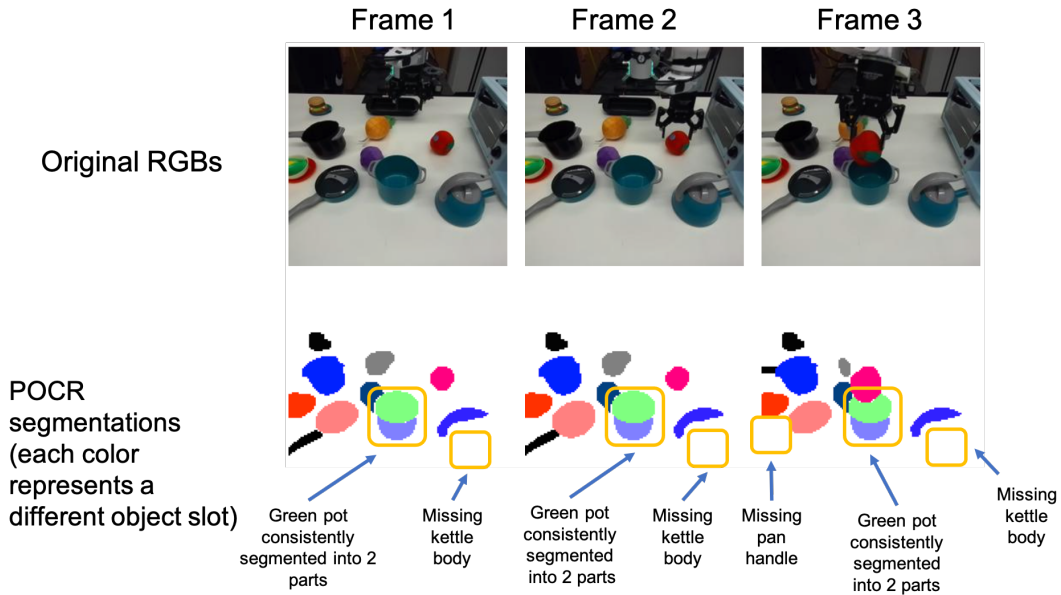 Frame 1
Frame 2
Frame 3
Original RGBs
POCR
segmentations
(each color
represents a
different object slot)
Green pot
consistently
segmented into 2
parts
Missing
kettle
body
Green pot
consistently
segmented
into 2 parts
Missing
kettle
body
Missing
pan
handle
Green pot
consistently
segmented
into 2 parts
Missing
kettle
body